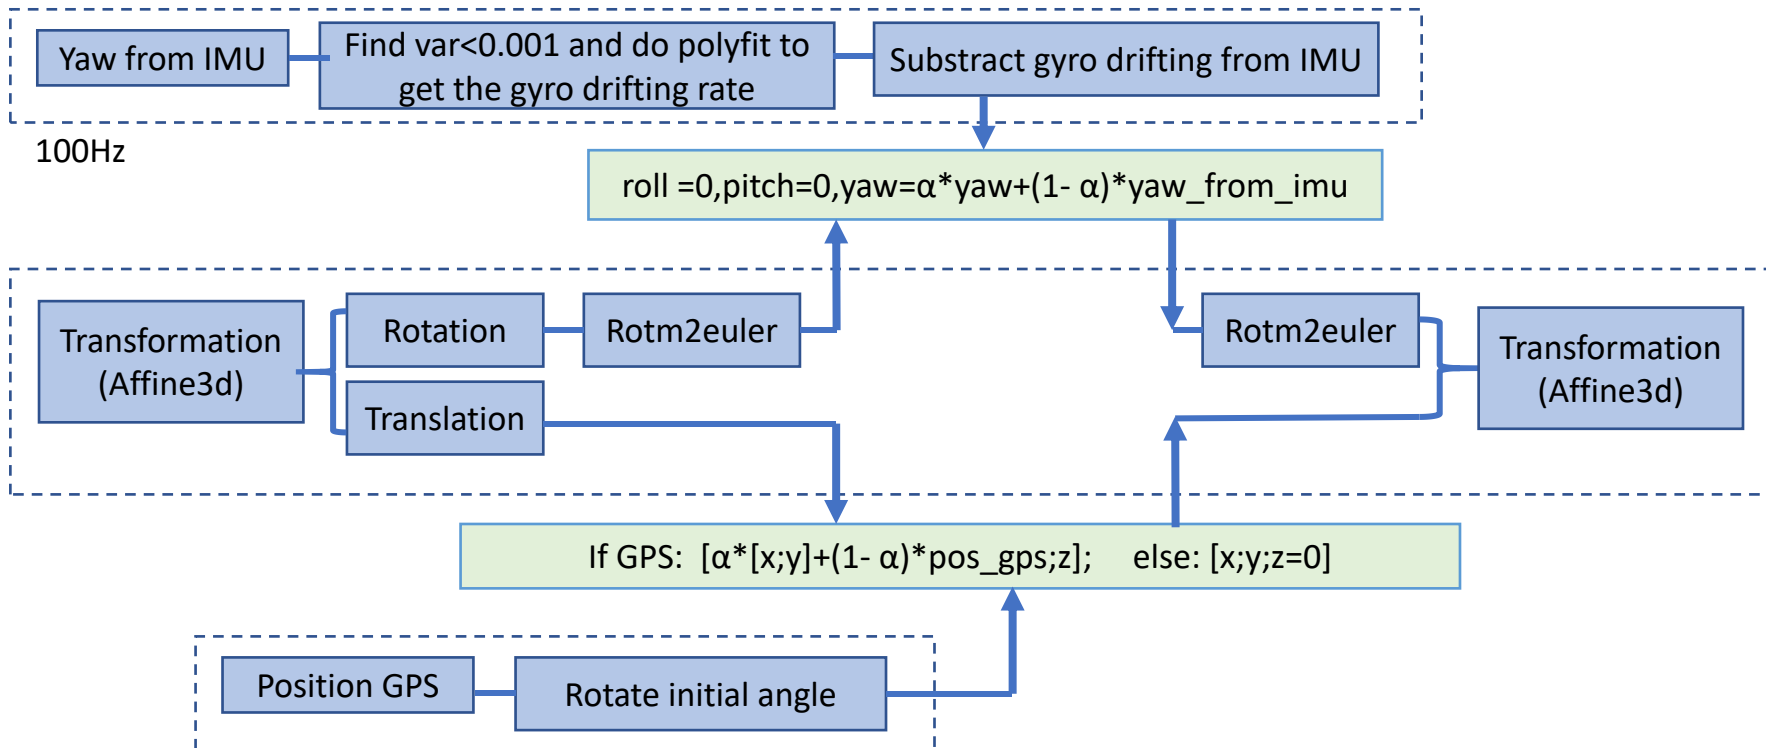 Yaw from IMU
Find var<0.001 and do polyfit to
get the gyro drifting rate
Substract gyro drifting from IMU
100Hz
roll =0,pitch=0,yaw=α*yaw+(1- α)*yaw_from_imu
Transformation
(Affine3d)
Rotation
Rotm2euler
Translation
Rotm2euler
Transformation
(Affine3d)
If GPS: [α*[x;y]+(1- α)*pos_gps;z]; else: [x;y;z=0]
Position GPS
Rotate initial angle